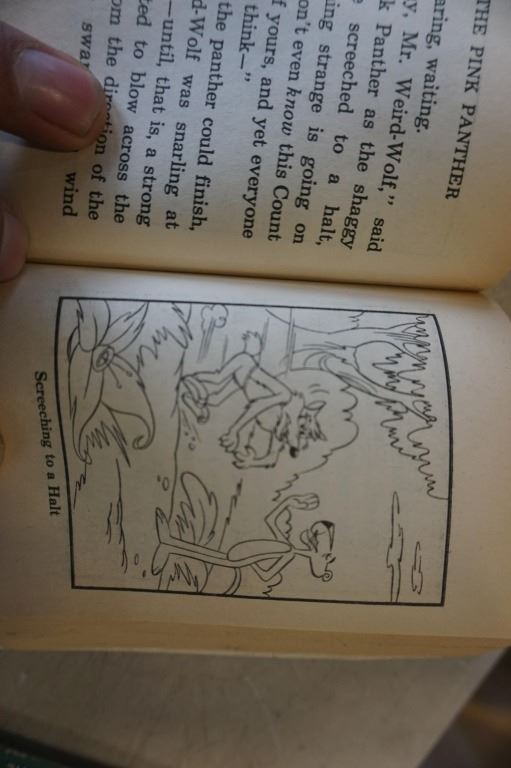 THE PINK PANTHER
aring, waiting.
y, Mr. Weird-Wolf," said
k Panther as the shaggy
e screeched to a halt,
ing strange is going on
on't even know this Count
f yours, and yet everyone
think—"
the panther could finish,
d-Wolf was snarling at
—until, that is, a strong
ted to blow across the
om the direction of the
swa
wind
Screeching to a Halt